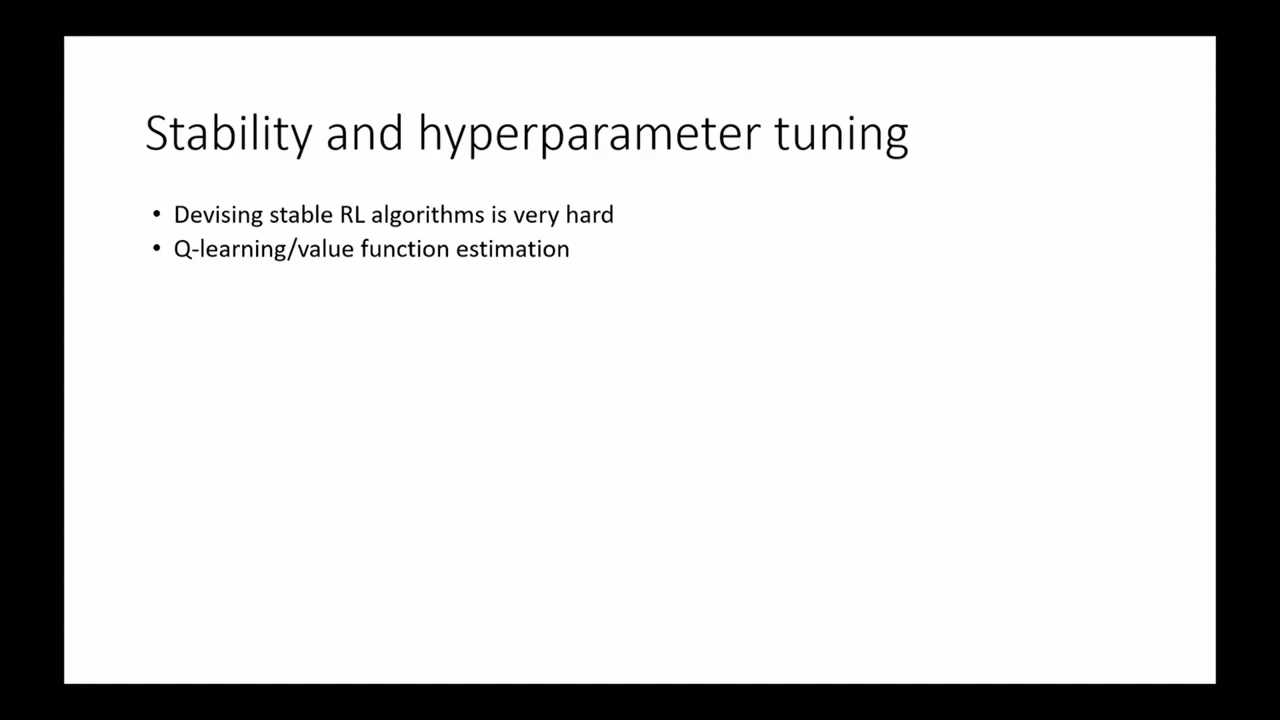 Stability and hyperparameter tuning
• Devising stable RL algorithms is very hard
• Q-learning/value function estimation